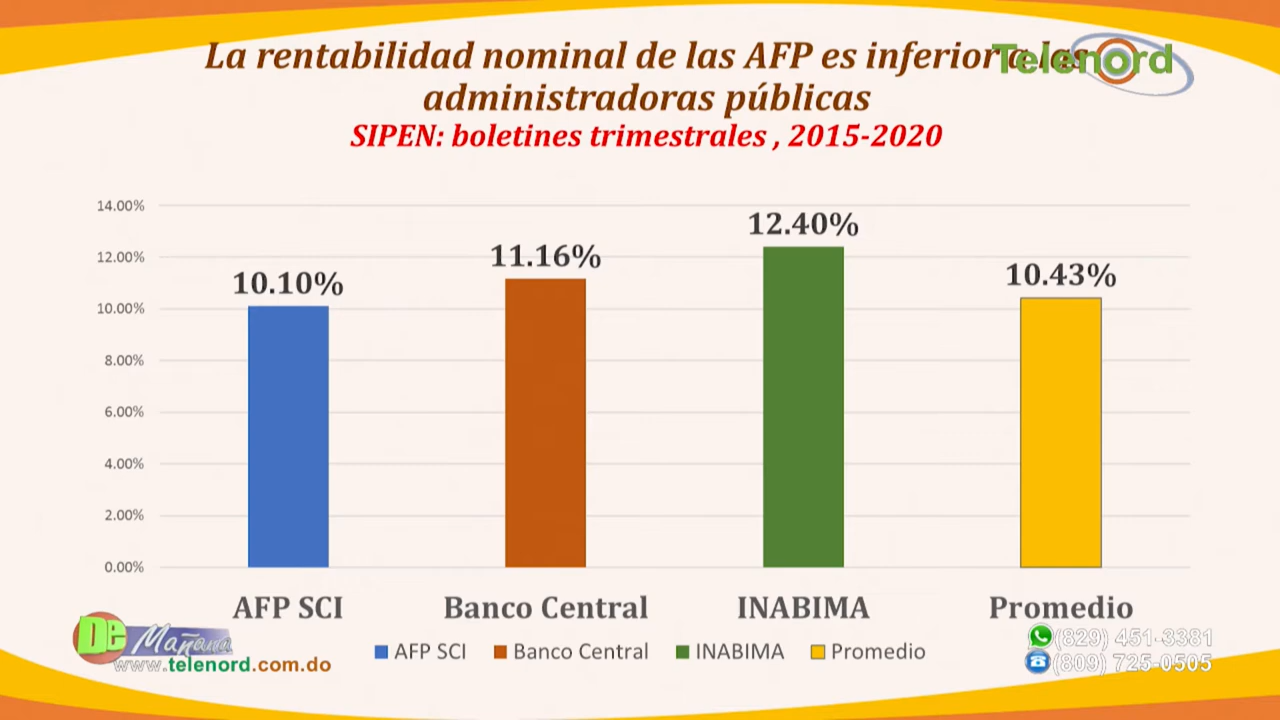 La rentabilidad nominal de las AFP es inferior a las
administradoras públicas
SIPEN: boletines trimestrales , 2015-2020
Telenord
14.00%
12.00%
10.00%
8.00%
6.00%
4.00%
2.00%
0.00%
10.10%
11.16%
12.40%
10.43%
AFP SCI
Banco Central
INABIMA
Promedio
AFP SCI
Banco Central
INABIMA
Promedio
De Mañana
www.telenord.com.do
(829) 451-3381
(809) 725-0505